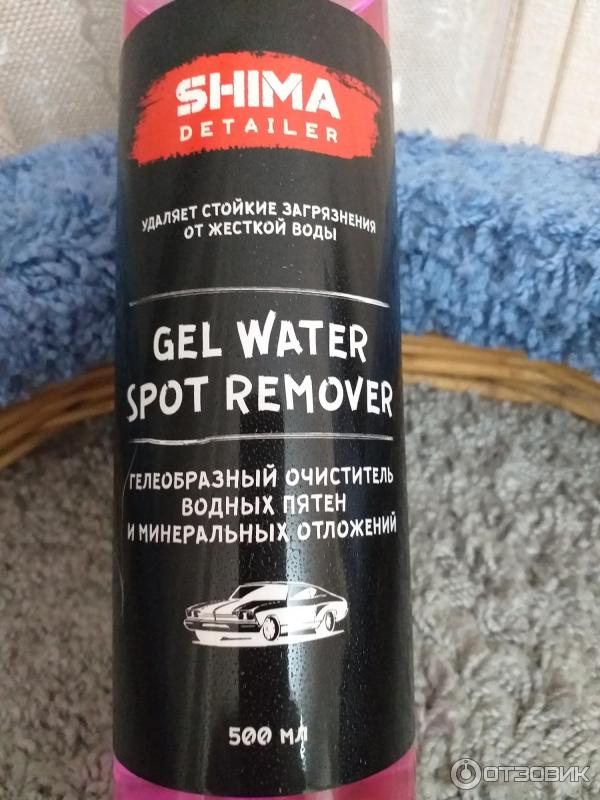 SHIMA
DETAILER
УДАЛЯЕТ СТОЙКИЕ ЗАГРЯЗНЕНИЯ
ОТ ЖЕСТКОЙ ВОДЫ
GEL WATER
SPOT REMOVER
ГЕЛЕОБРАЗНЫЙ ОЧИСТИТЕЛЬ
ВОДНЫХ ПЯТЕН
И МИНЕРАЛЬНЫХ ОТЛОЖЕНИЙ
500 МЛ
ОТЗОВИК